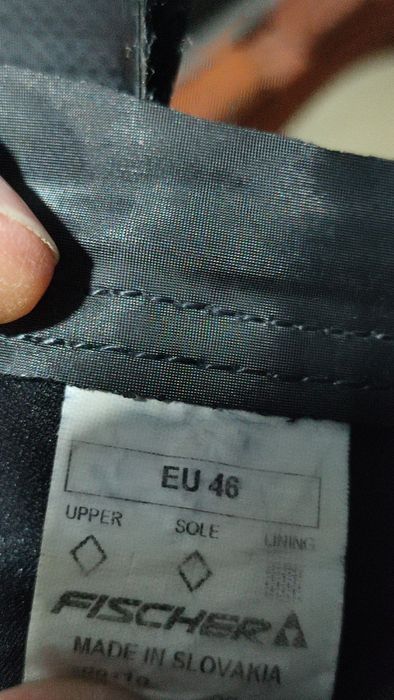 EU 46
UPPER SOLE LINING
FISCHER
MADE IN SLOVAKIA